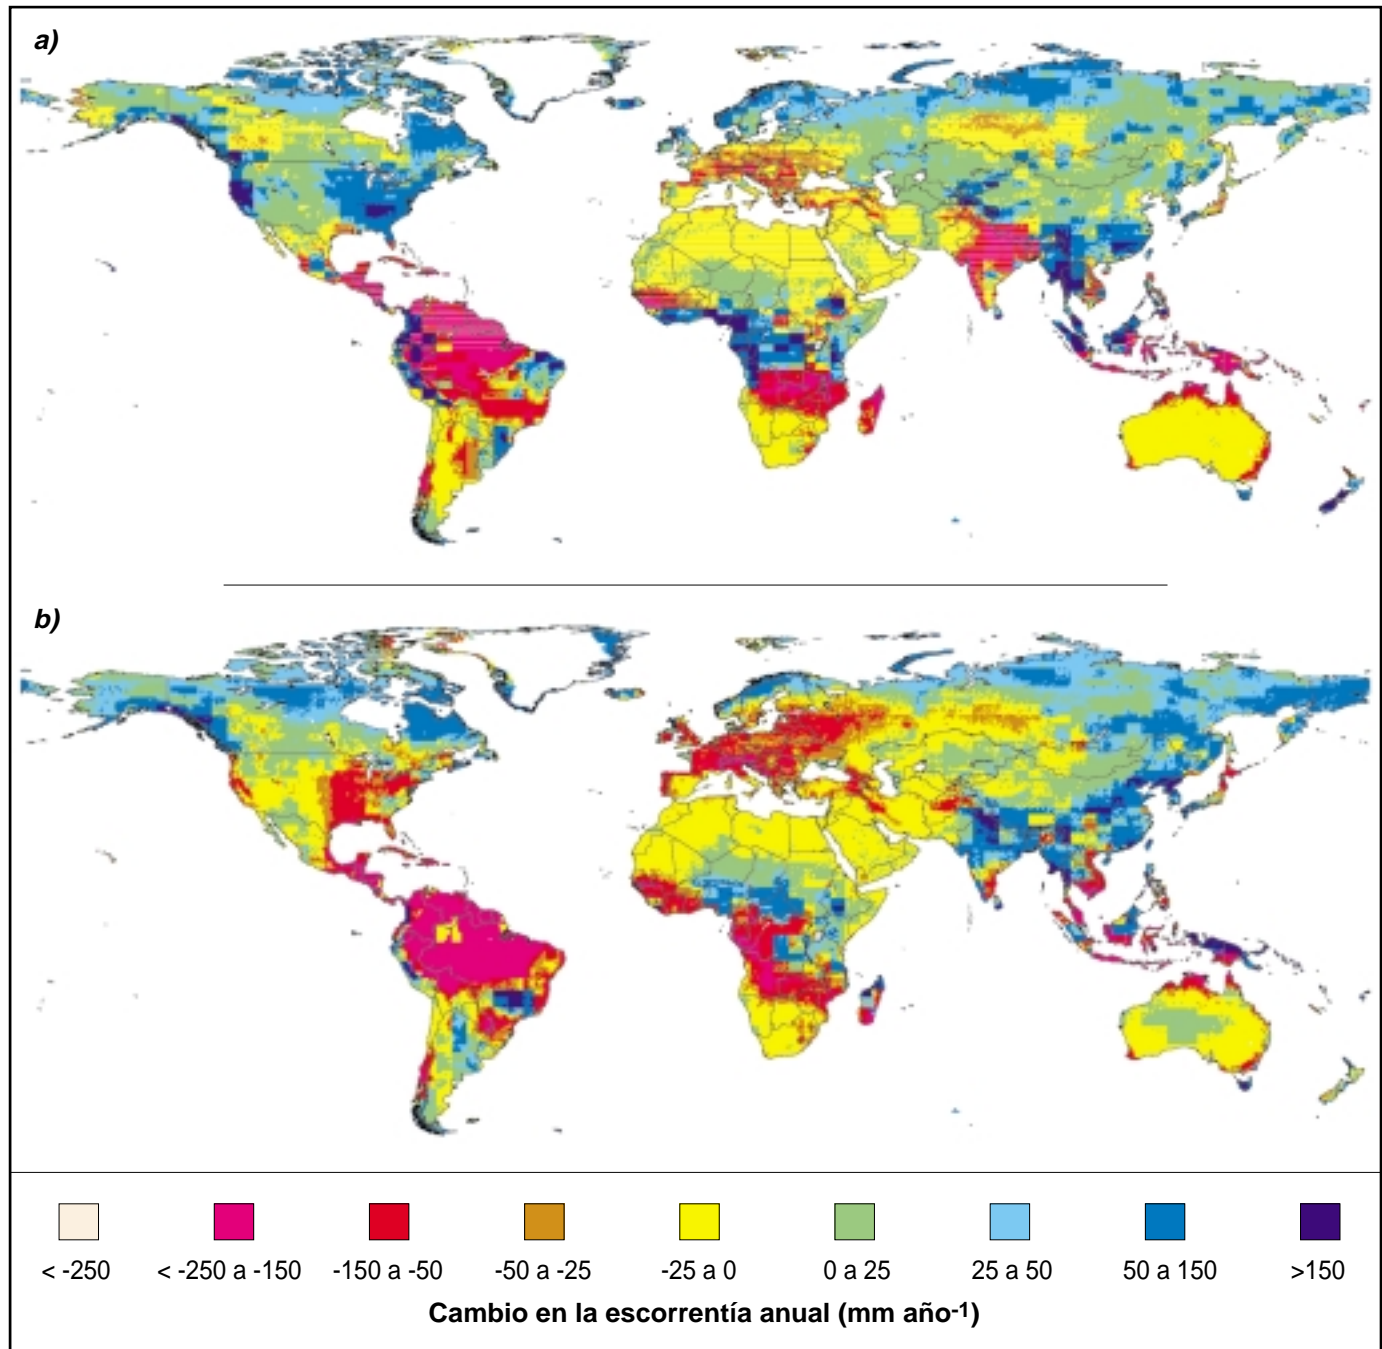 a)
b)
< -250
< -250 a -150
-150 a -50
-50 a -25
-25 a 0
0 a 25
25 a 50
50 a 150
>150
Cambio en la escorrentía anual (mm año-1)